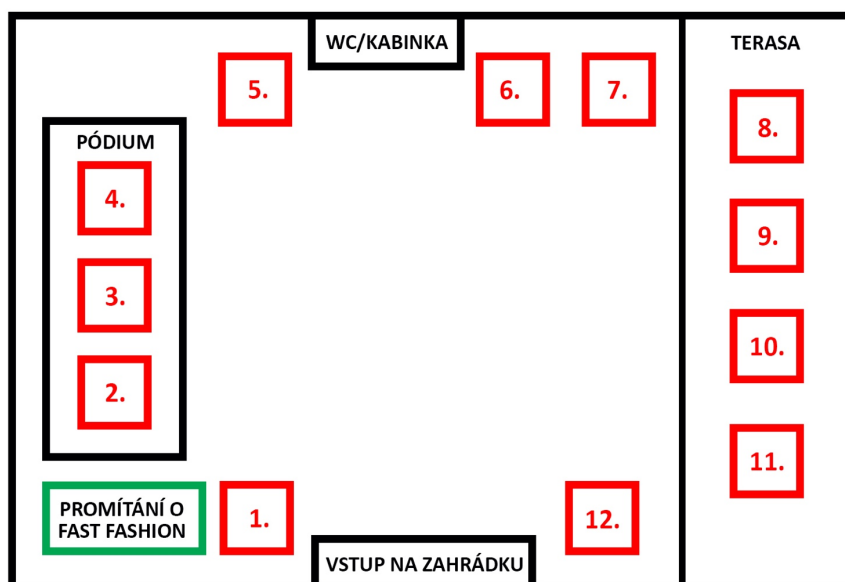 WC/KABINKA
TERASA
5.
6.
7.
8.
PÓDIUM
4.
9.
3.
10.
2.
11.
PROMÍTÁNÍ O
FAST FASHION
1.
12.
VSTUP NA ZAHRÁDKU